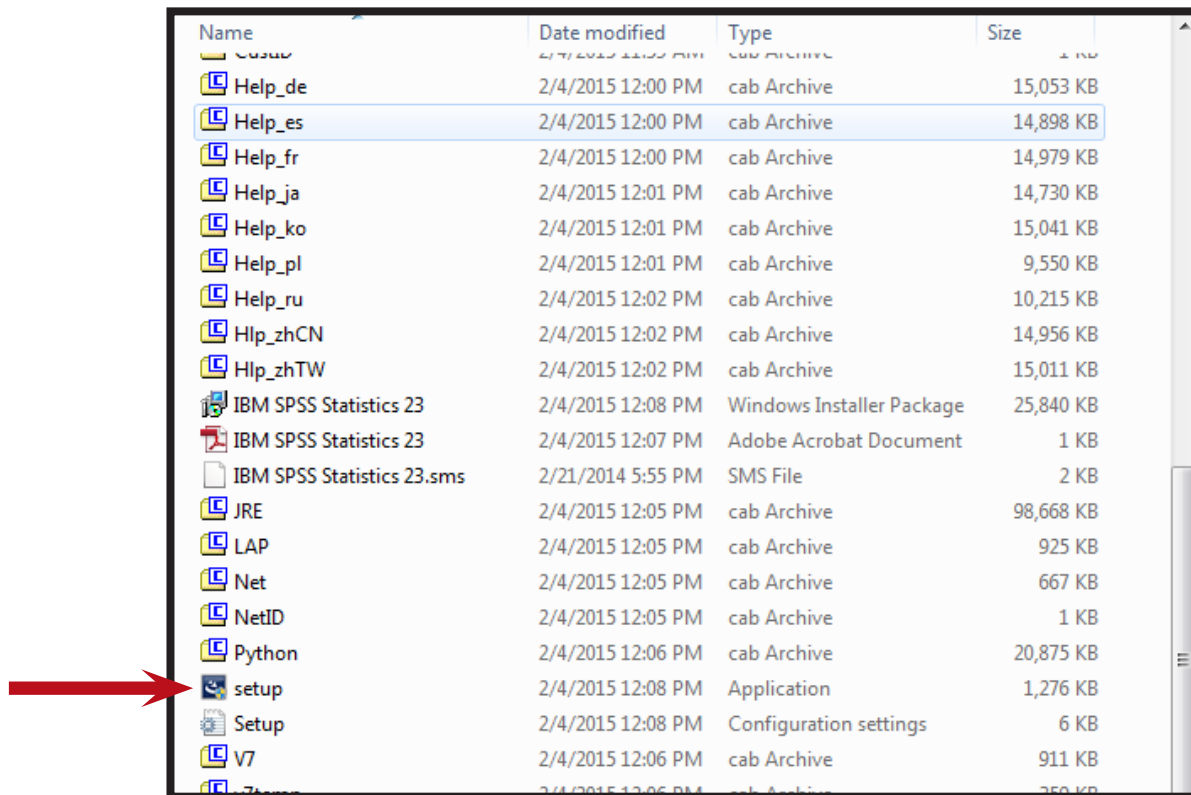 Name Date modified Type Size
Help_de 2/4/2015 12:00 PM cab Archive 15,053 KB
Help_es 2/4/2015 12:00 PM cab Archive 14,898 KB
Help_fr 2/4/2015 12:00 PM cab Archive 14,979 KB
Help_ja 2/4/2015 12:01 PM cab Archive 14,730 KB
Help_ko 2/4/2015 12:01 PM cab Archive 15,041 KB
Help_pl 2/4/2015 12:01 PM cab Archive 9,550 KB
Help_ru 2/4/2015 12:02 PM cab Archive 10,215 KB
Hlp_zhCN 2/4/2015 12:02 PM cab Archive 14,956 KB
Hlp_zhTW 2/4/2015 12:02 PM cab Archive 15,011 KB
IBM SPSS Statistics 23 2/4/2015 12:08 PM Windows Installer Package 25,840 KB
IBM SPSS Statistics 23 2/4/2015 12:07 PM Adobe Acrobat Document 1 KB
IBM SPSS Statistics 23.sms 2/21/2014 5:55 PM SMS File 2 KB
JRE 2/4/2015 12:05 PM cab Archive 98,668 KB
LAP 2/4/2015 12:05 PM cab Archive 925 KB
Net 2/4/2015 12:05 PM cab Archive 667 KB
NetID 2/4/2015 12:05 PM cab Archive 1 KB
Python 2/4/2015 12:06 PM cab Archive 20,875 KB
setup 2/4/2015 12:08 PM Application 1,276 KB
Setup 2/4/2015 12:08 PM Configuration settings 6 KB
V7 2/4/2015 12:06 PM cab Archive 911 KB